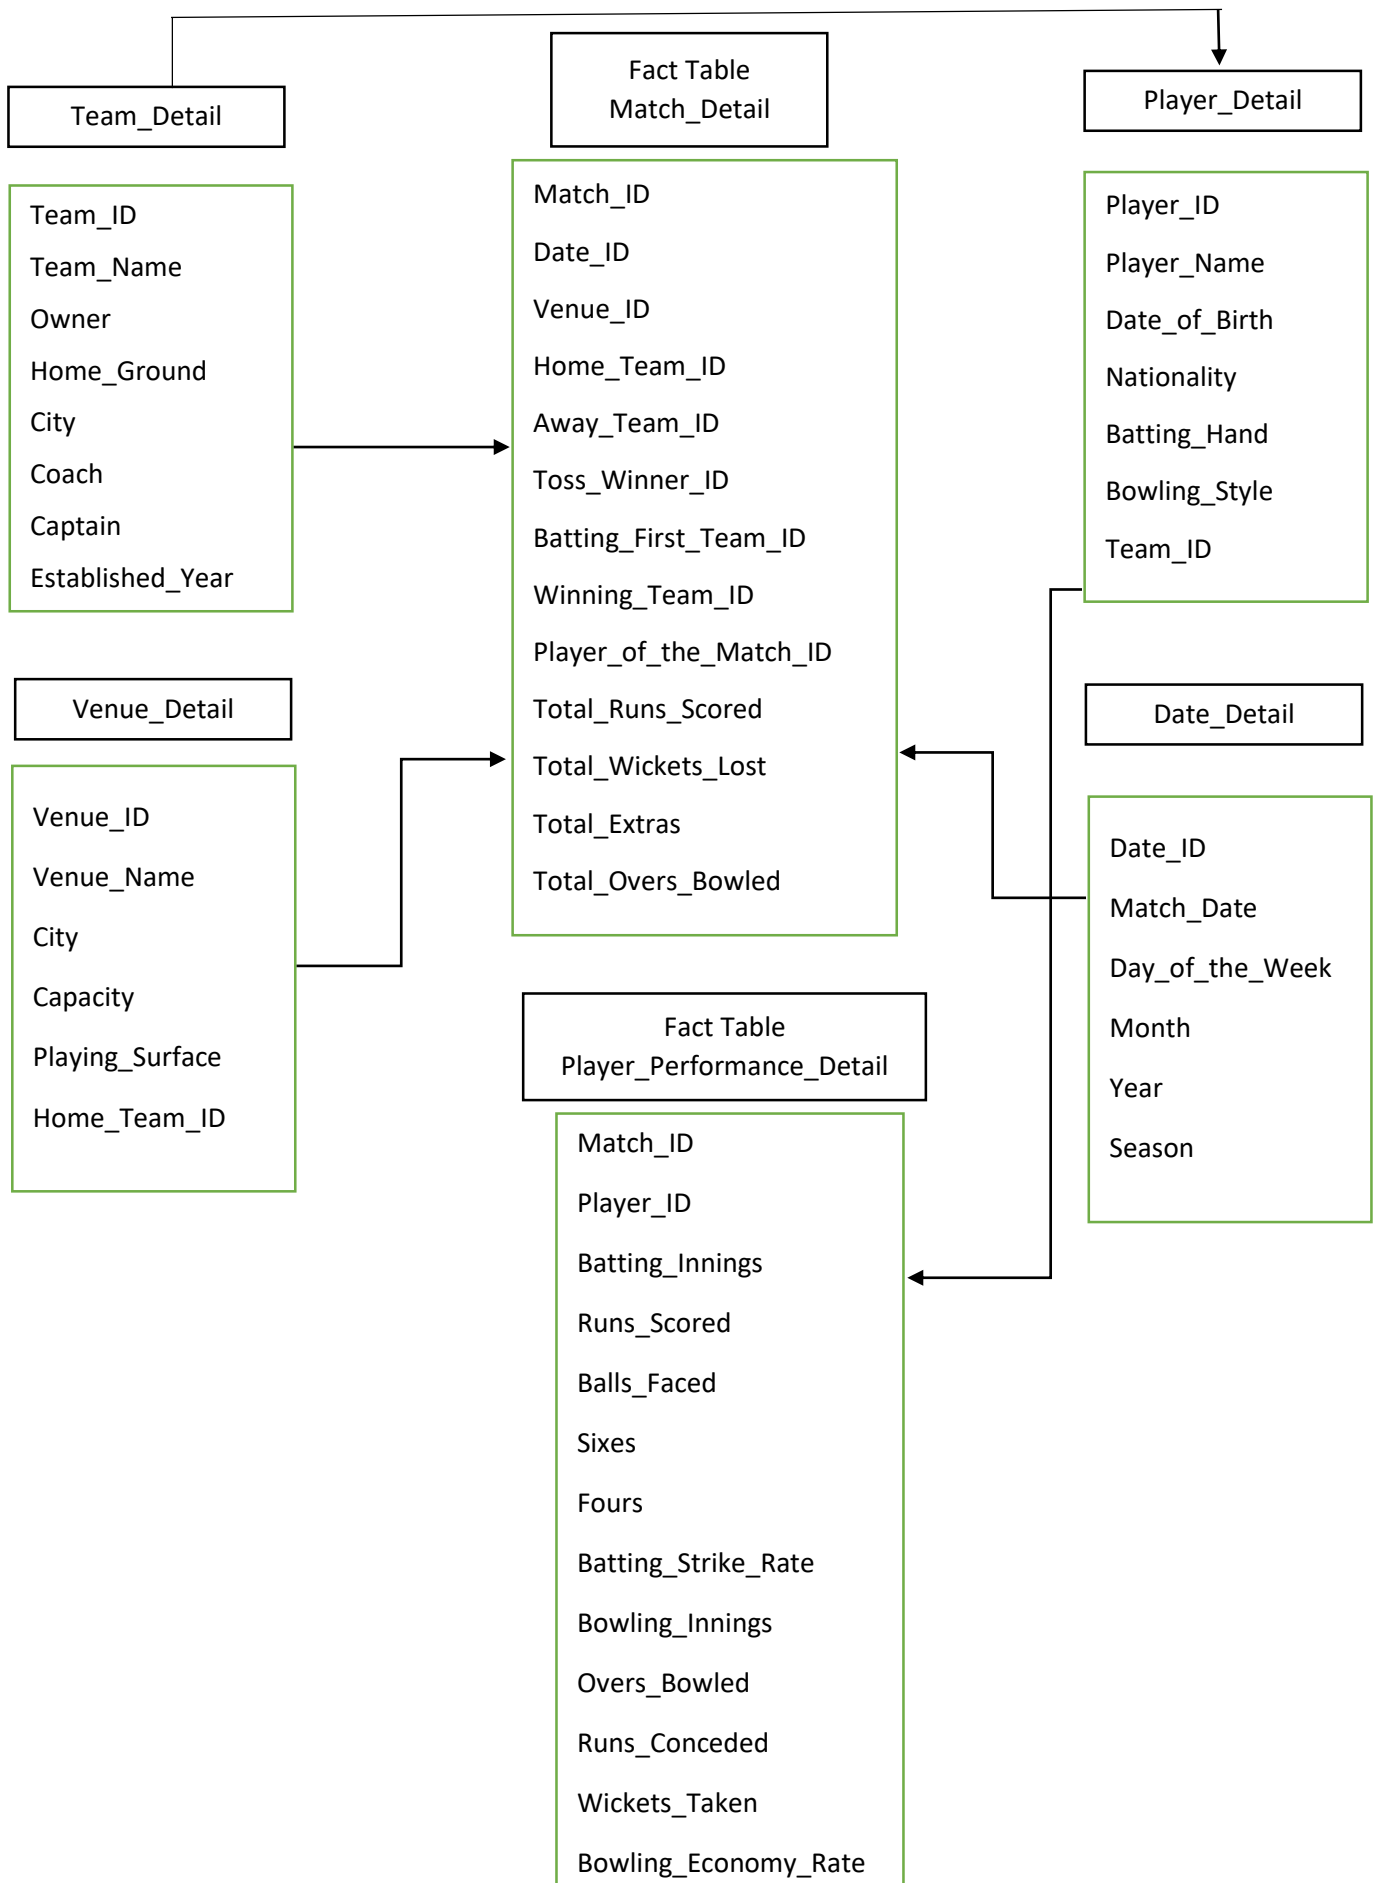 Team_Detail
Team_ID
Team_Name
Owner
Home_Ground
City
Coach
Captain
Established_Year
Venue_Detail
Venue_ID
Venue_Name
City
Capacity
Playing_Surface
Home_Team_ID
Fact Table
Match_Detail
Match_ID
Date_ID
Venue_ID
Home_Team_ID
Away_Team_ID
Toss_Winner_ID
Batting_First_Team_ID
Winning_Team_ID
Player_of_the_Match_ID
Total_Runs_Scored
Total_Wickets_Lost
Total_Extras
Total_Overs_Bowled
Fact Table
Player_Performance_Detail
Match_ID
Player_ID
Batting_Innings
Runs_Scored
Balls_Faced
Sixes
Fours
Batting_Strike_Rate
Bowling_Innings
Overs_Bowled
Runs_Conceded
Wickets_Taken
Bowling_Economy_Rate
Player_Detail
Player_ID
Player_Name
Date_of_Birth
Nationality
Batting_Hand
Bowling_Style
Team_ID
Date_Detail
Date_ID
Match_Date
Day_of_the_Week
Month
Year
Season